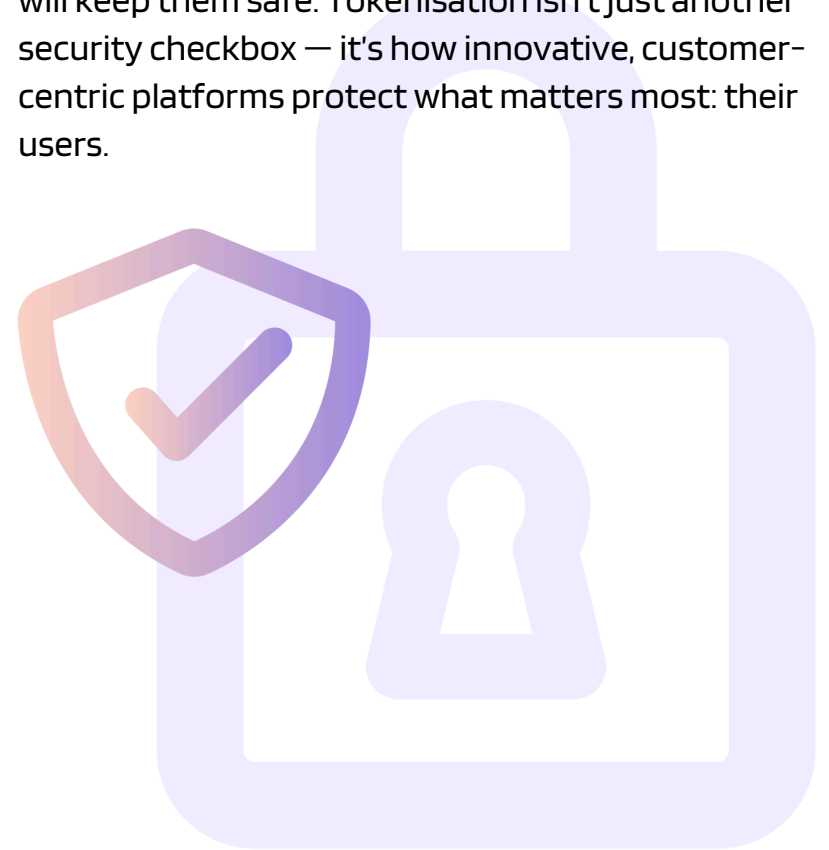 will keep them safe. Tokenisation isn't just another
security checkbox — it's how innovative, customer-
centric platforms protect what matters most: their
users.